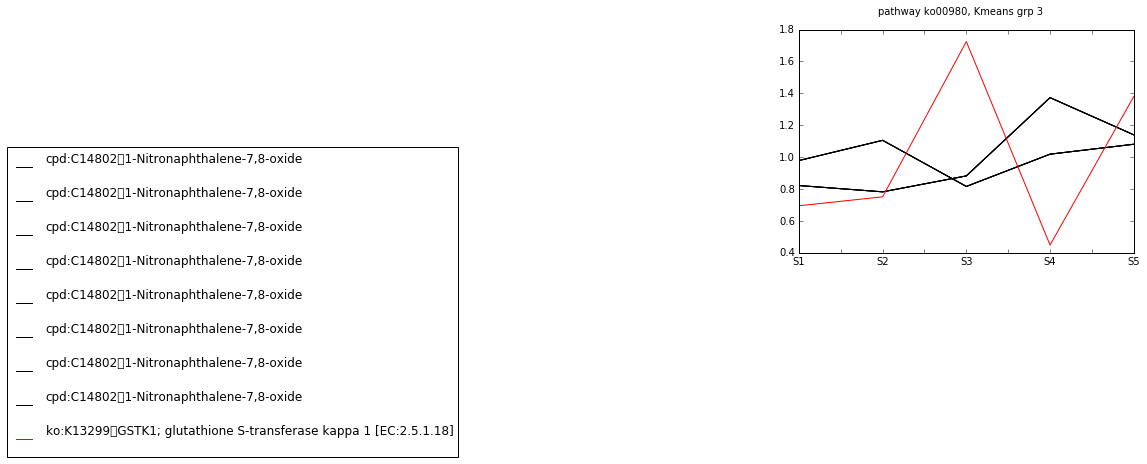 pathway ko00980, Kmeans grp 3
1.8
1.6
1.4
1.2
1.0
0.8
0.6
0.4
S1 S2 S3 S4 S5
cpd:C14802▯1-Nitronaphthalene-7,8-oxide
cpd:C14802▯1-Nitronaphthalene-7,8-oxide
cpd:C14802▯1-Nitronaphthalene-7,8-oxide
cpd:C14802▯1-Nitronaphthalene-7,8-oxide
cpd:C14802▯1-Nitronaphthalene-7,8-oxide
cpd:C14802▯1-Nitronaphthalene-7,8-oxide
cpd:C14802▯1-Nitronaphthalene-7,8-oxide
cpd:C14802▯1-Nitronaphthalene-7,8-oxide
ko:K13299▯GSTK1; glutathione S-transferase kappa 1 [EC:2.5.1.18]